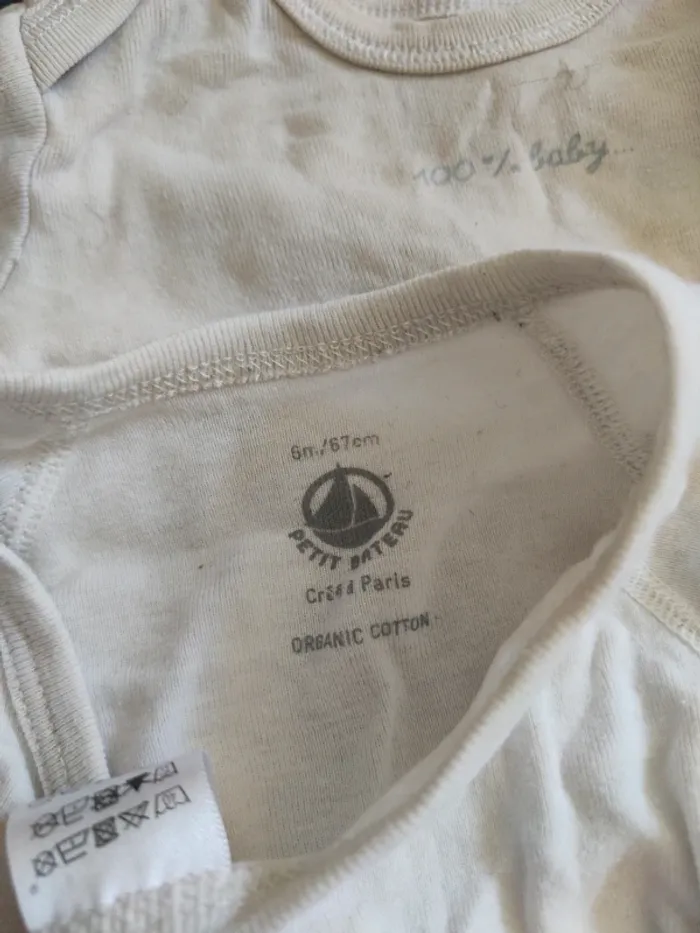 100% baby...
6m/67cm
PETIT BATEAU
Créé à Paris
ORGANIC COTTON